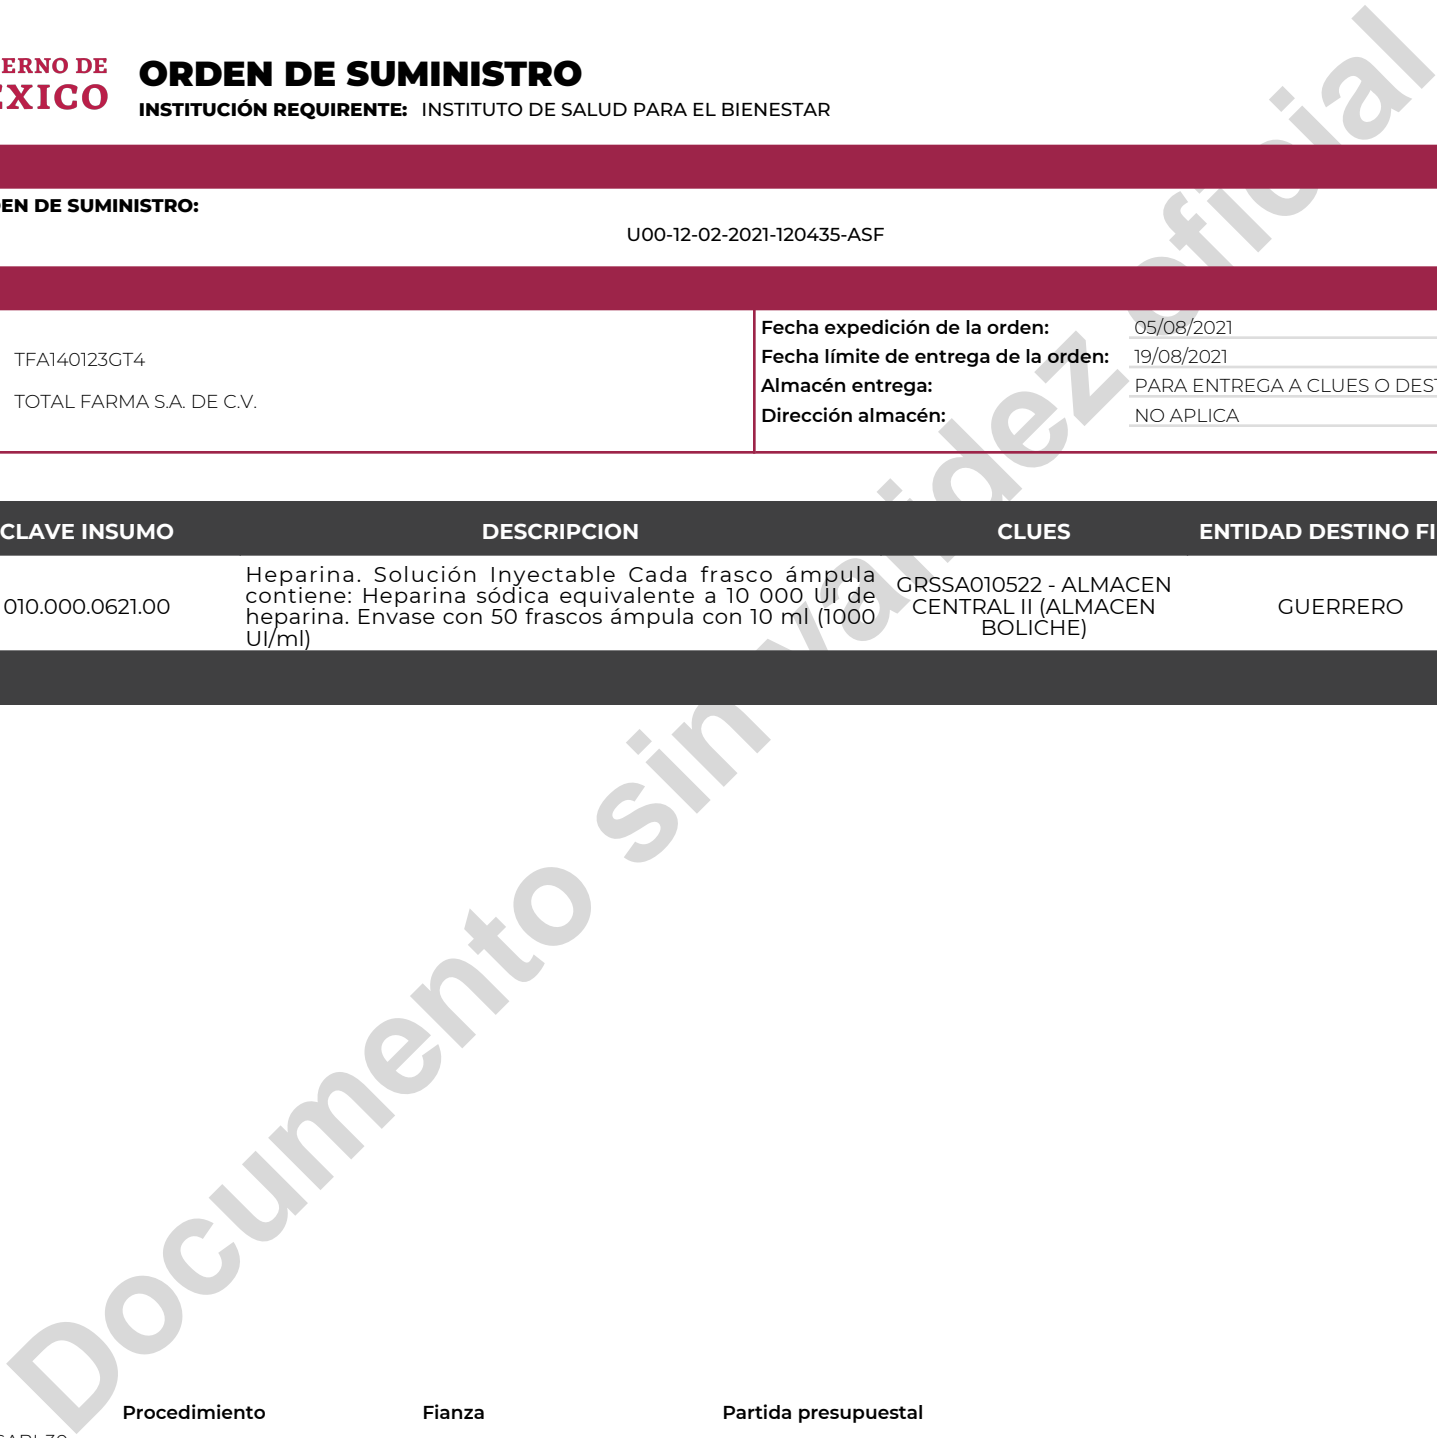 ERNO DE
ORDEN DE SUMINISTRO
INSTITUCIÓN REQUIRENTE: INSTITUTO DE SALUD PARA EL BIENESTAR
EN DE SUMINISTRO:
U00-12-02-2021-120435-ASF
TFA140123GT4
TOTAL FARMA S.A. DE C.V.
Fecha expedición de la orden: 05/08/2021
Fecha límite de entrega de la orden: 19/08/2021
Almacén entrega: PARA ENTREGA A CLUES O DEST
Dirección almacén: NO APLICA
CLAVE INSUMO DESCRIPCION CLUES ENTIDAD DESTINO FI
010.000.0621.00
Heparina. Solución Inyectable Cada frasco ámpula
contiene: Heparina sódica equivalente a 10 000 UI de
heparina. Envase con 50 frascos ámpula con 10 ml (1000
UI/ml)
GRSSA010522 - ALMACEN
CENTRAL II (ALMACEN
BOLICHE)
GUERRERO
Documento sin validez oficial
Procedimiento Fianza Partida presupuestal